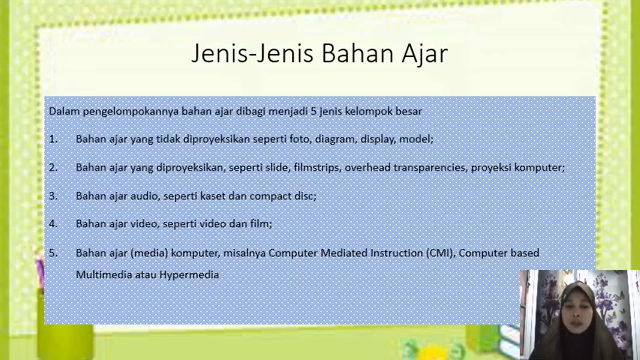 Jenis-Jenis Bahan Ajar
Dalam pengelompokannya bahan ajar dibagi menjadi 5 jenis kelompok besar
1. Bahan ajar yang tidak diproyeksikan seperti foto, diagram, display, model;
2. Bahan ajar yang diproyeksikan, seperti slide, filmstrips, overhead transparencies, proyeksi komputer;
3. Bahan ajar audio, seperti kaset dan compact disc;
4. Bahan ajar video, seperti video dan film;
5. Bahan ajar (media) komputer, misalnya Computer Mediated Instruction (CMI), Computer based
Multimedia atau Hypermedia